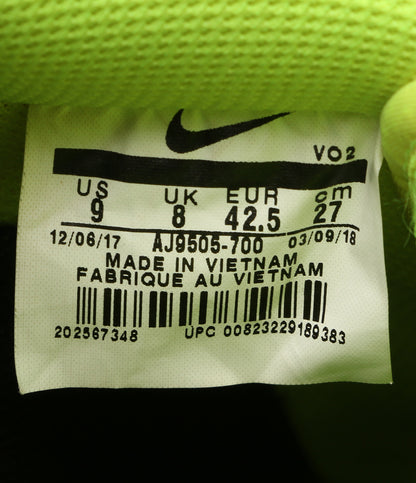 VO2
US UK EUR cm
9 8 42.5 27
12/06/17 AJ9505-700 03/09/18
MADE IN VIETNAM
FABRIQUE AU VIETNAM
202567348 UPC 00823229189383